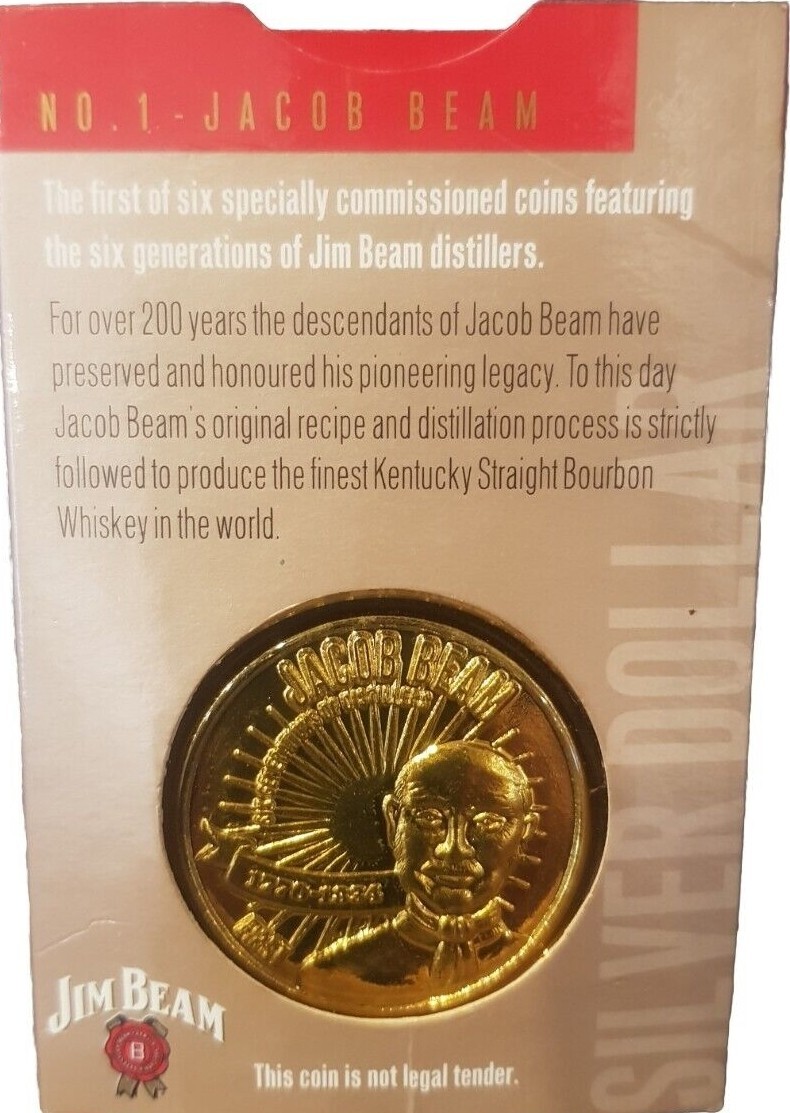 NO.1 - JACOB BEAM
The first of six specially commissioned coins featuring
the six generations of Jim Beam distillers.
For over 200 years the descendants of Jacob Beam have
preserved and honoured his pioneering legacy. To this day
Jacob Beam's original recipe and distillation process is strictly
followed to produce the finest Kentucky Straight Bourbon
Whiskey in the world.
SILVER DOLLAR
JACOB BEAM
JIM BEAM
B
This coin is not legal tender.